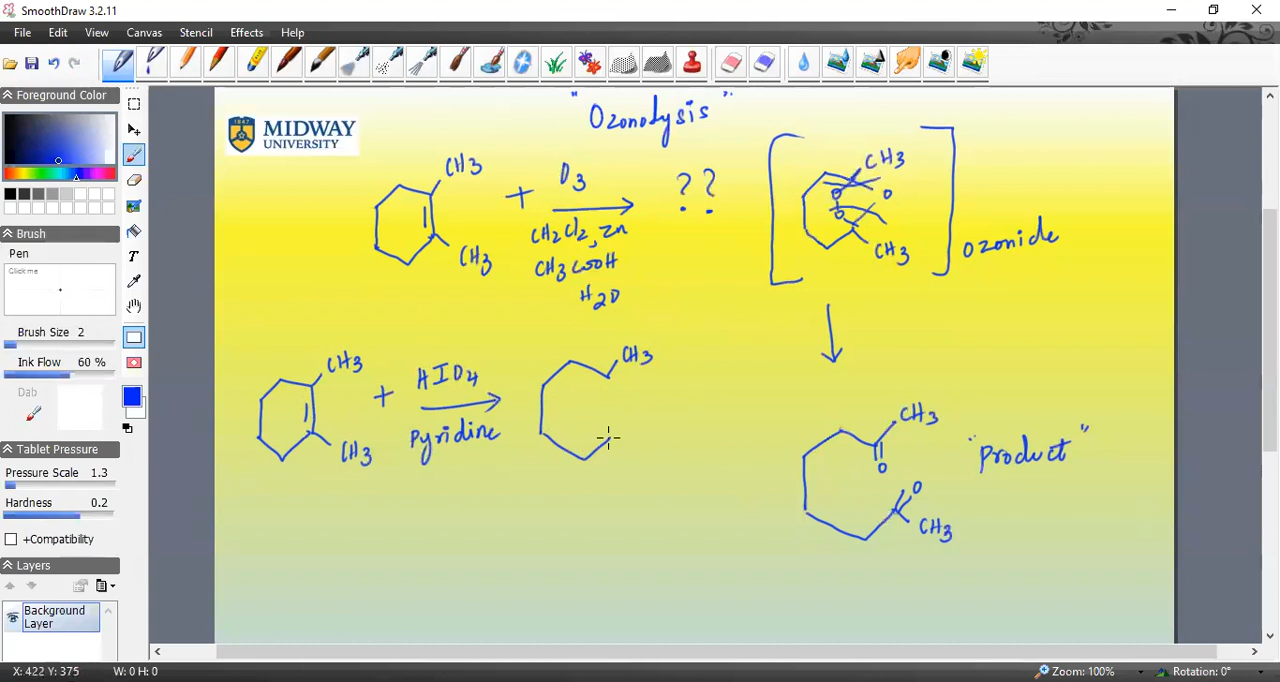 SmoothDraw 3.2.11
File Edit View Canvas Stencil Effects Help
Foreground Color
Brush
Pen
Click me
Brush Size 2
Ink Flow 60 %
Dab
Tablet Pressure
Pressure Scale 1.3
Hardness 0.2
+Compatibility
Layers
Background
Layer
T
"Ozonolysis"
1847
MIDWAY
UNIVERSITY
CH3
CH3
+ O3
CH2Cl2, Zn
CH3COOH
H2O
??
CH3
O
O
O
CH3
Ozonide
CH3
CH3
+ HIO4
Pyridine
CH3
CH3
O
O
CH3
"Product"
X: 422 Y: 375
W: 0 H: 0
Zoom: 100%
Rotation: 0°